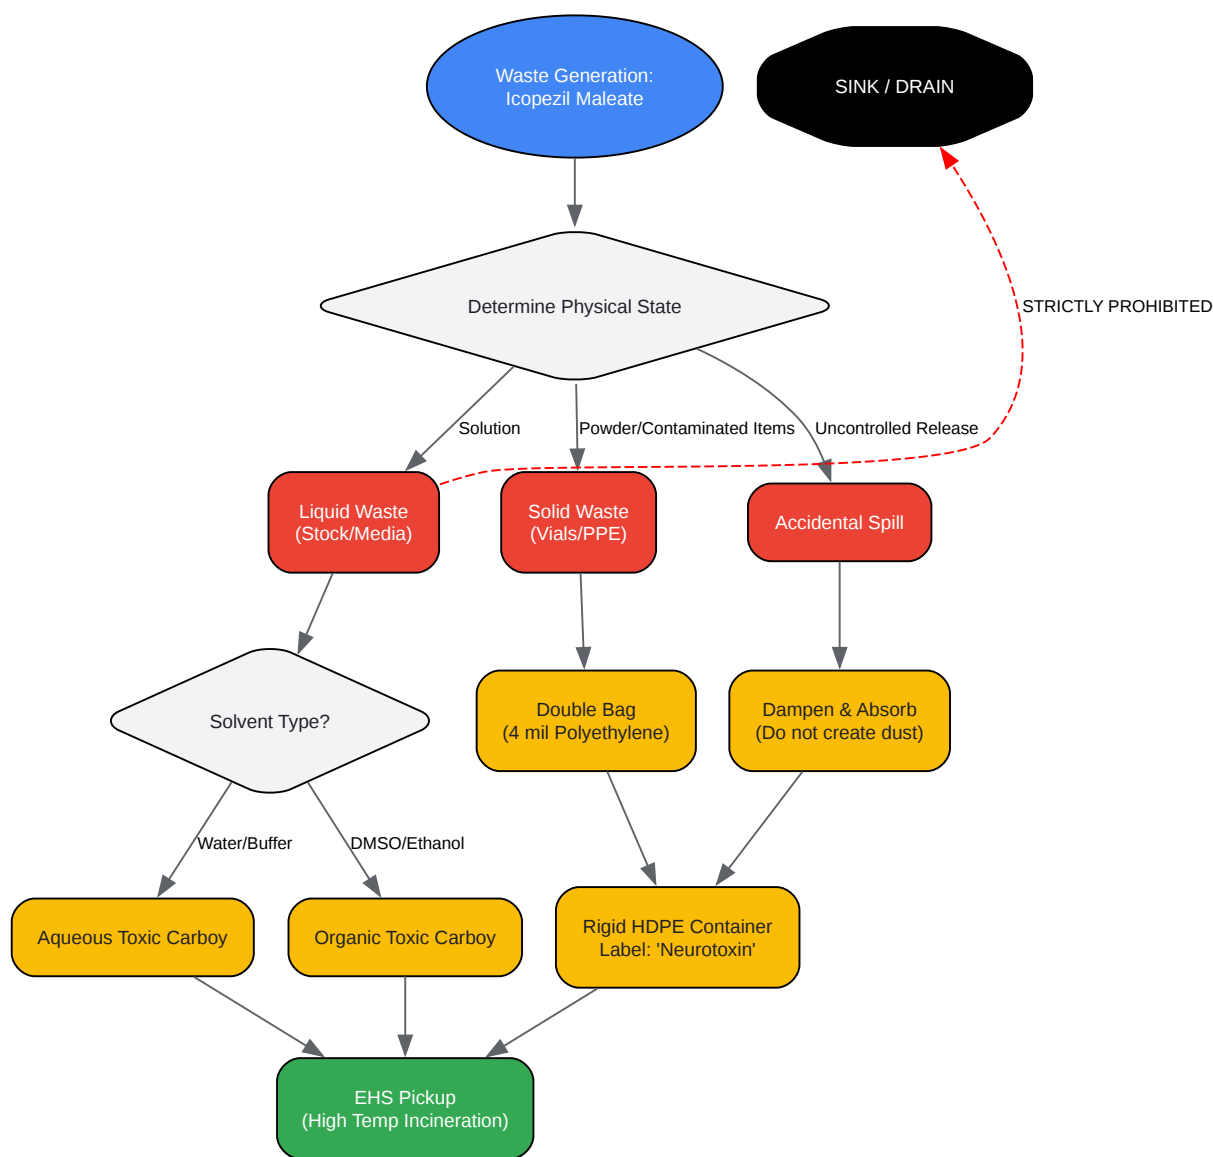 Waste Generation:
Icopezil Maleate
SINK / DRAIN
Determine Physical State
STRICTLY PROHIBITED
Solution
Powder/Contaminated Items
Uncontrolled Release
Liquid Waste
(Stock/Media)
Solid Waste
(Vials/PPE)
Accidental Spill
Solvent Type?
Double Bag
(4 mil Polyethylene)
Dampen & Absorb
(Do not create dust)
Water/Buffer
DMSO/Ethanol
Aqueous Toxic Carboy
Organic Toxic Carboy
Rigid HDPE Container
Label: 'Neurotoxin'
EHS Pickup
(High Temp Incineration)